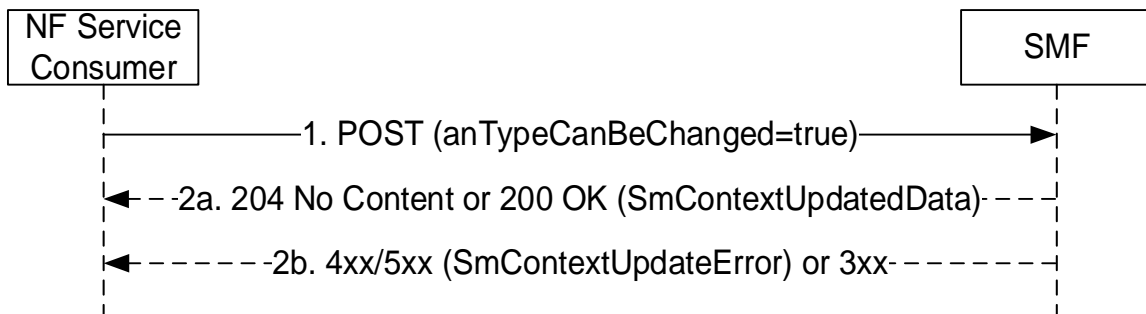 NF Service
Consumer
SMF
1. POST (anTypeCanBeChanged=true)
2a. 204 No Content or 200 OK (SmContextUpdatedData)
2b. 4xx/5xx (SmContextUpdateError) or 3xx